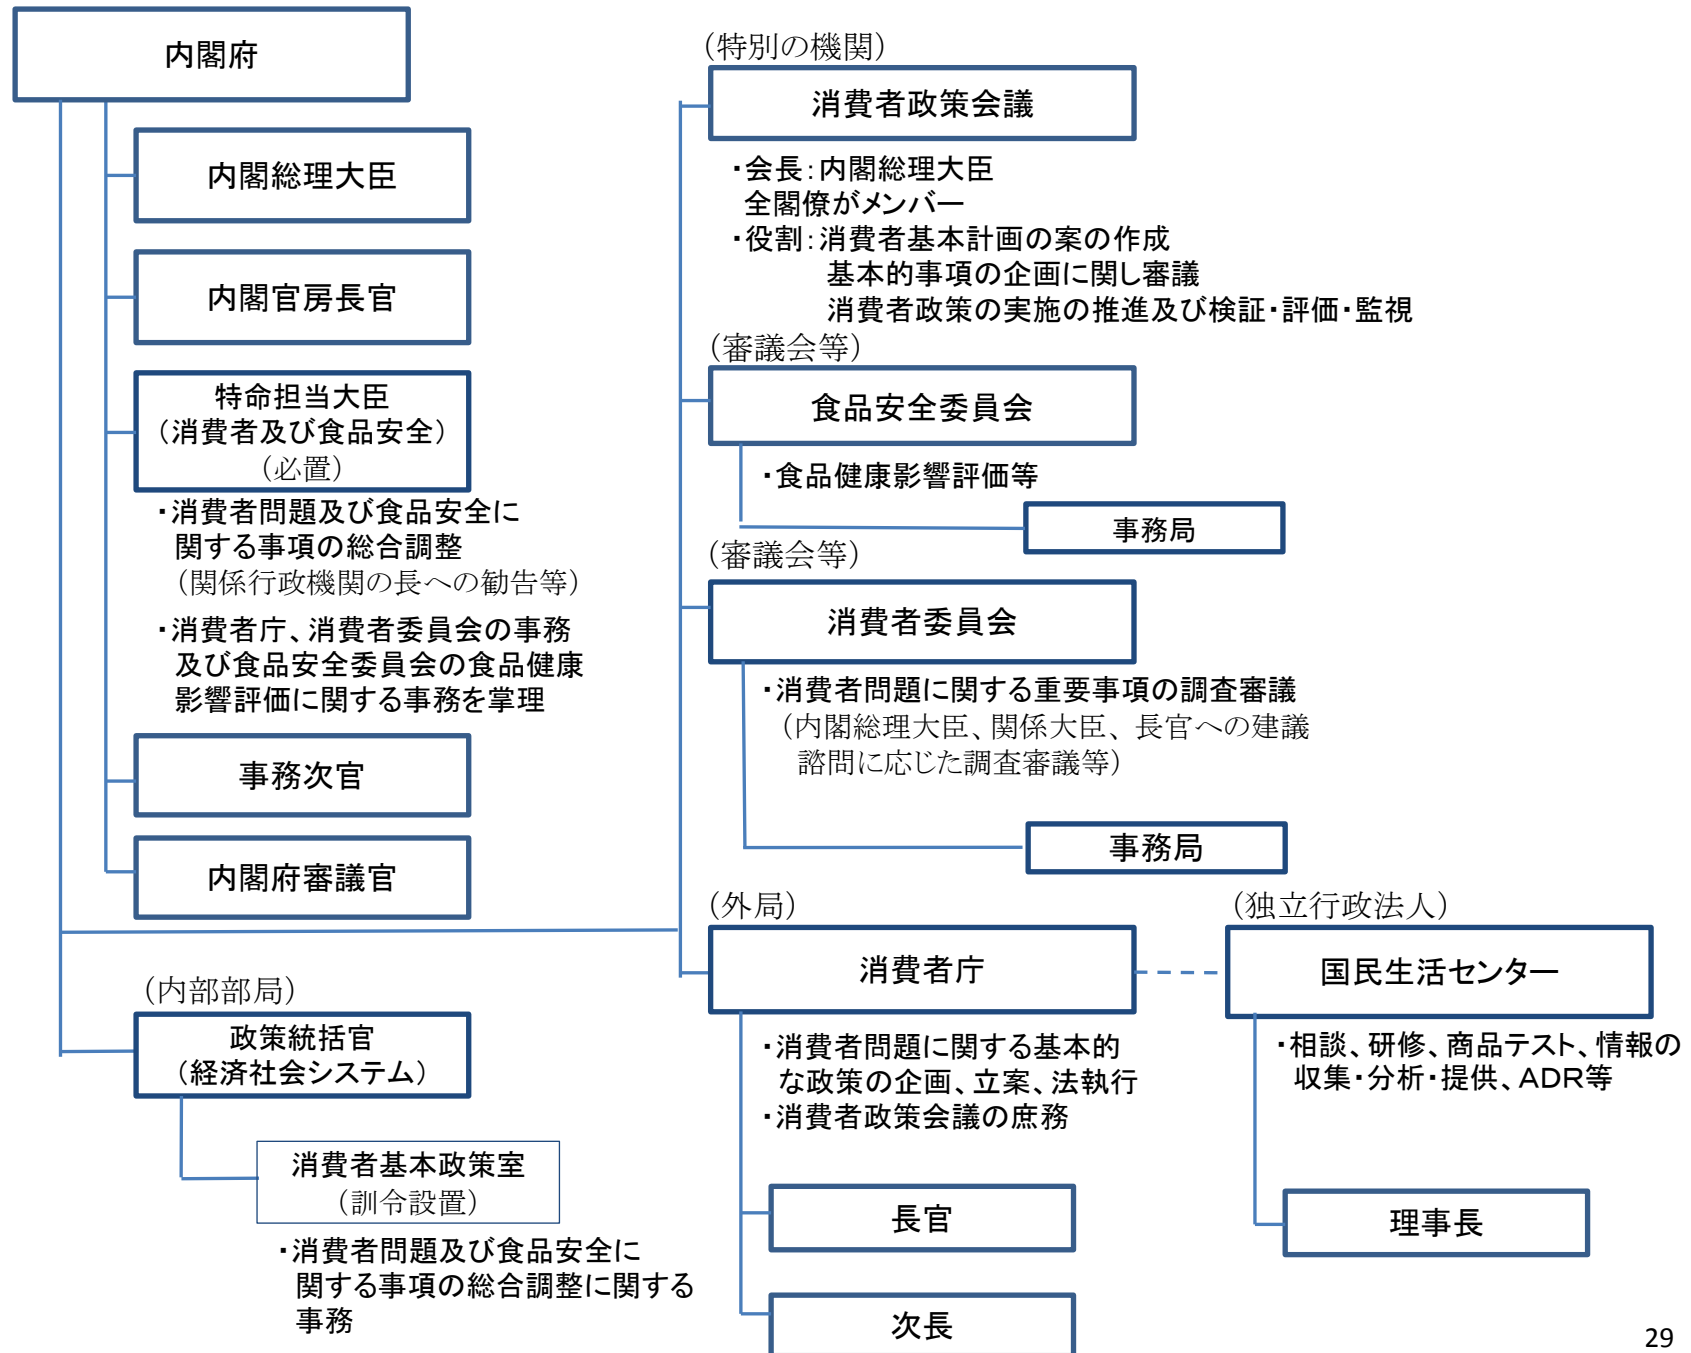 内閣府
内閣総理大臣
内閣官房長官
特命担当大臣
(消費者及び食品安全)
(必置)
・消費者問題及び食品安全に
関する事項の総合調整
(関係行政機関の長への勧告等)
・消費者庁、消費者委員会の事務
及び食品安全委員会の食品健康
影響評価に関する事務を掌理
事務次官
内閣府審議官
(内部部局)
政策統括官
(経済社会システム)
消費者基本政策室
(訓令設置)
・消費者問題及び食品安全に
関する事項の総合調整に関する
事務
(特別の機関)
消費者政策会議
・会長:内閣総理大臣
全閣僚がメンバー
・役割:消費者基本計画の案の作成
基本的事項の企画に関し審議
消費者政策の実施の推進及び検証・評価・監視
(審議会等)
食品安全委員会
・食品健康影響評価等
事務局
(審議会等)
消費者委員会
・消費者問題に関する重要事項の調査審議
(内閣総理大臣、関係大臣、長官への建議
諮問に応じた調査審議等)
事務局
(外局)
消費者庁
・消費者問題に関する基本的
な政策の企画、立案、法執行
・消費者政策会議の庶務
長官
次長
(独立行政法人)
国民生活センター
・相談、研修、商品テスト、情報の
収集・分析・提供、ADR等
理事長
29